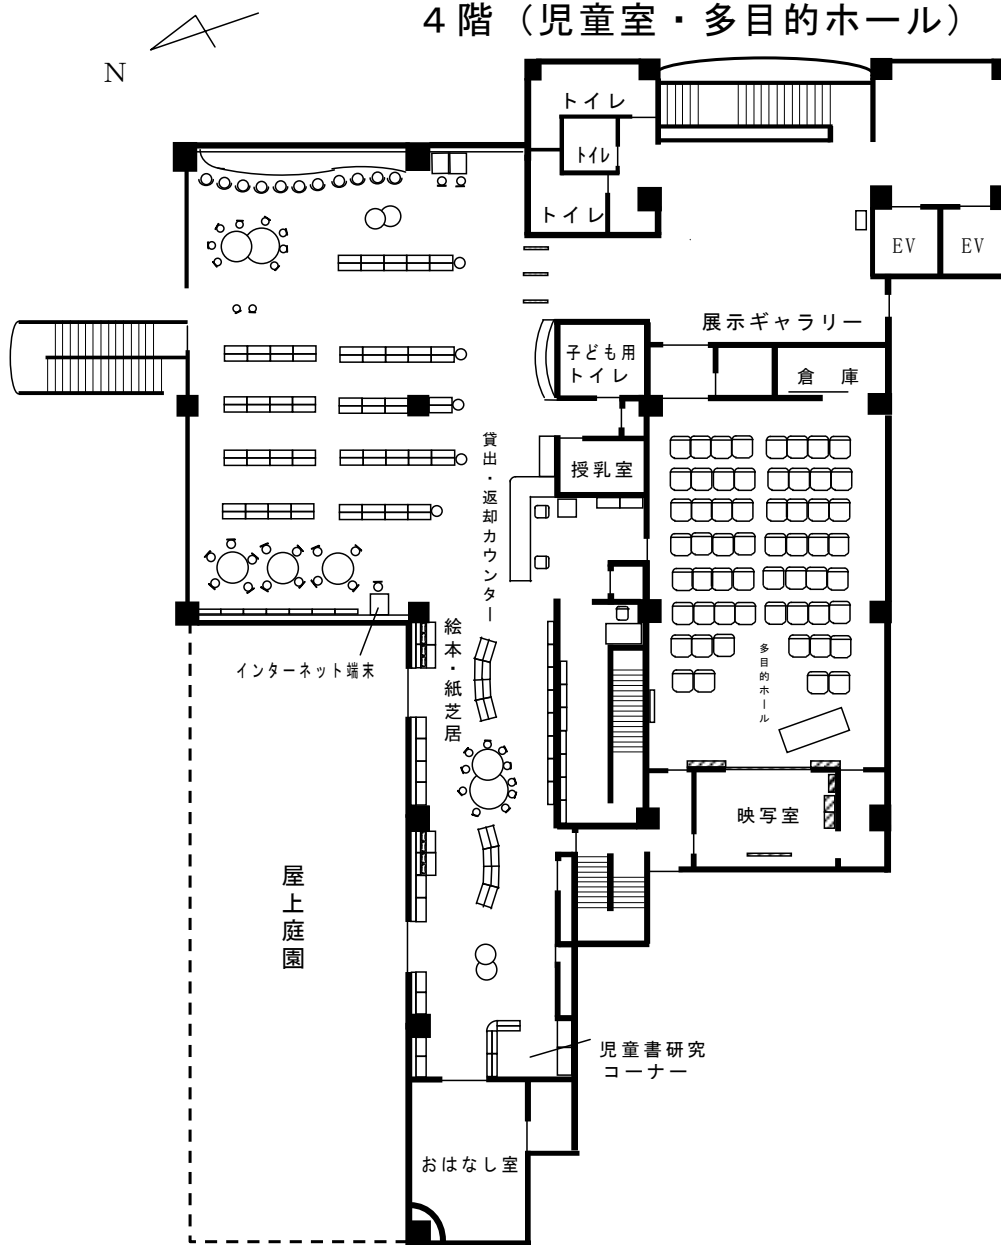 ４階（児童室・多目的ホール）
N
トイレ
トイレ
トイレ
EV
EV
展示ギャラリー
子ども用
トイレ
倉　庫
貸出・返却カウンター
授乳室
絵本・紙芝居
インターネット端末
多目的ホール
映写室
屋上庭園
児童書研究
コーナー
おはなし室